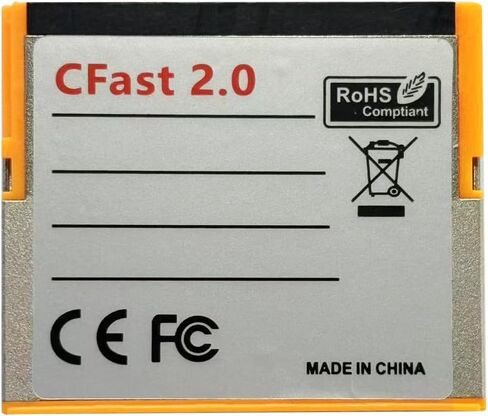 CFast 2.0
RoHS
Compliant
CE FC
MADE IN CHINA